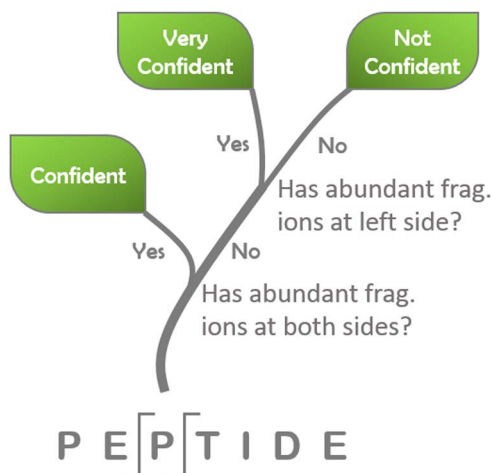 Very
Confident
Not
Confident
Yes
No
Confident
Has abundant frag.
ions at left side?
Yes
No
Has abundant frag.
ions at both sides?
P E P T I D E